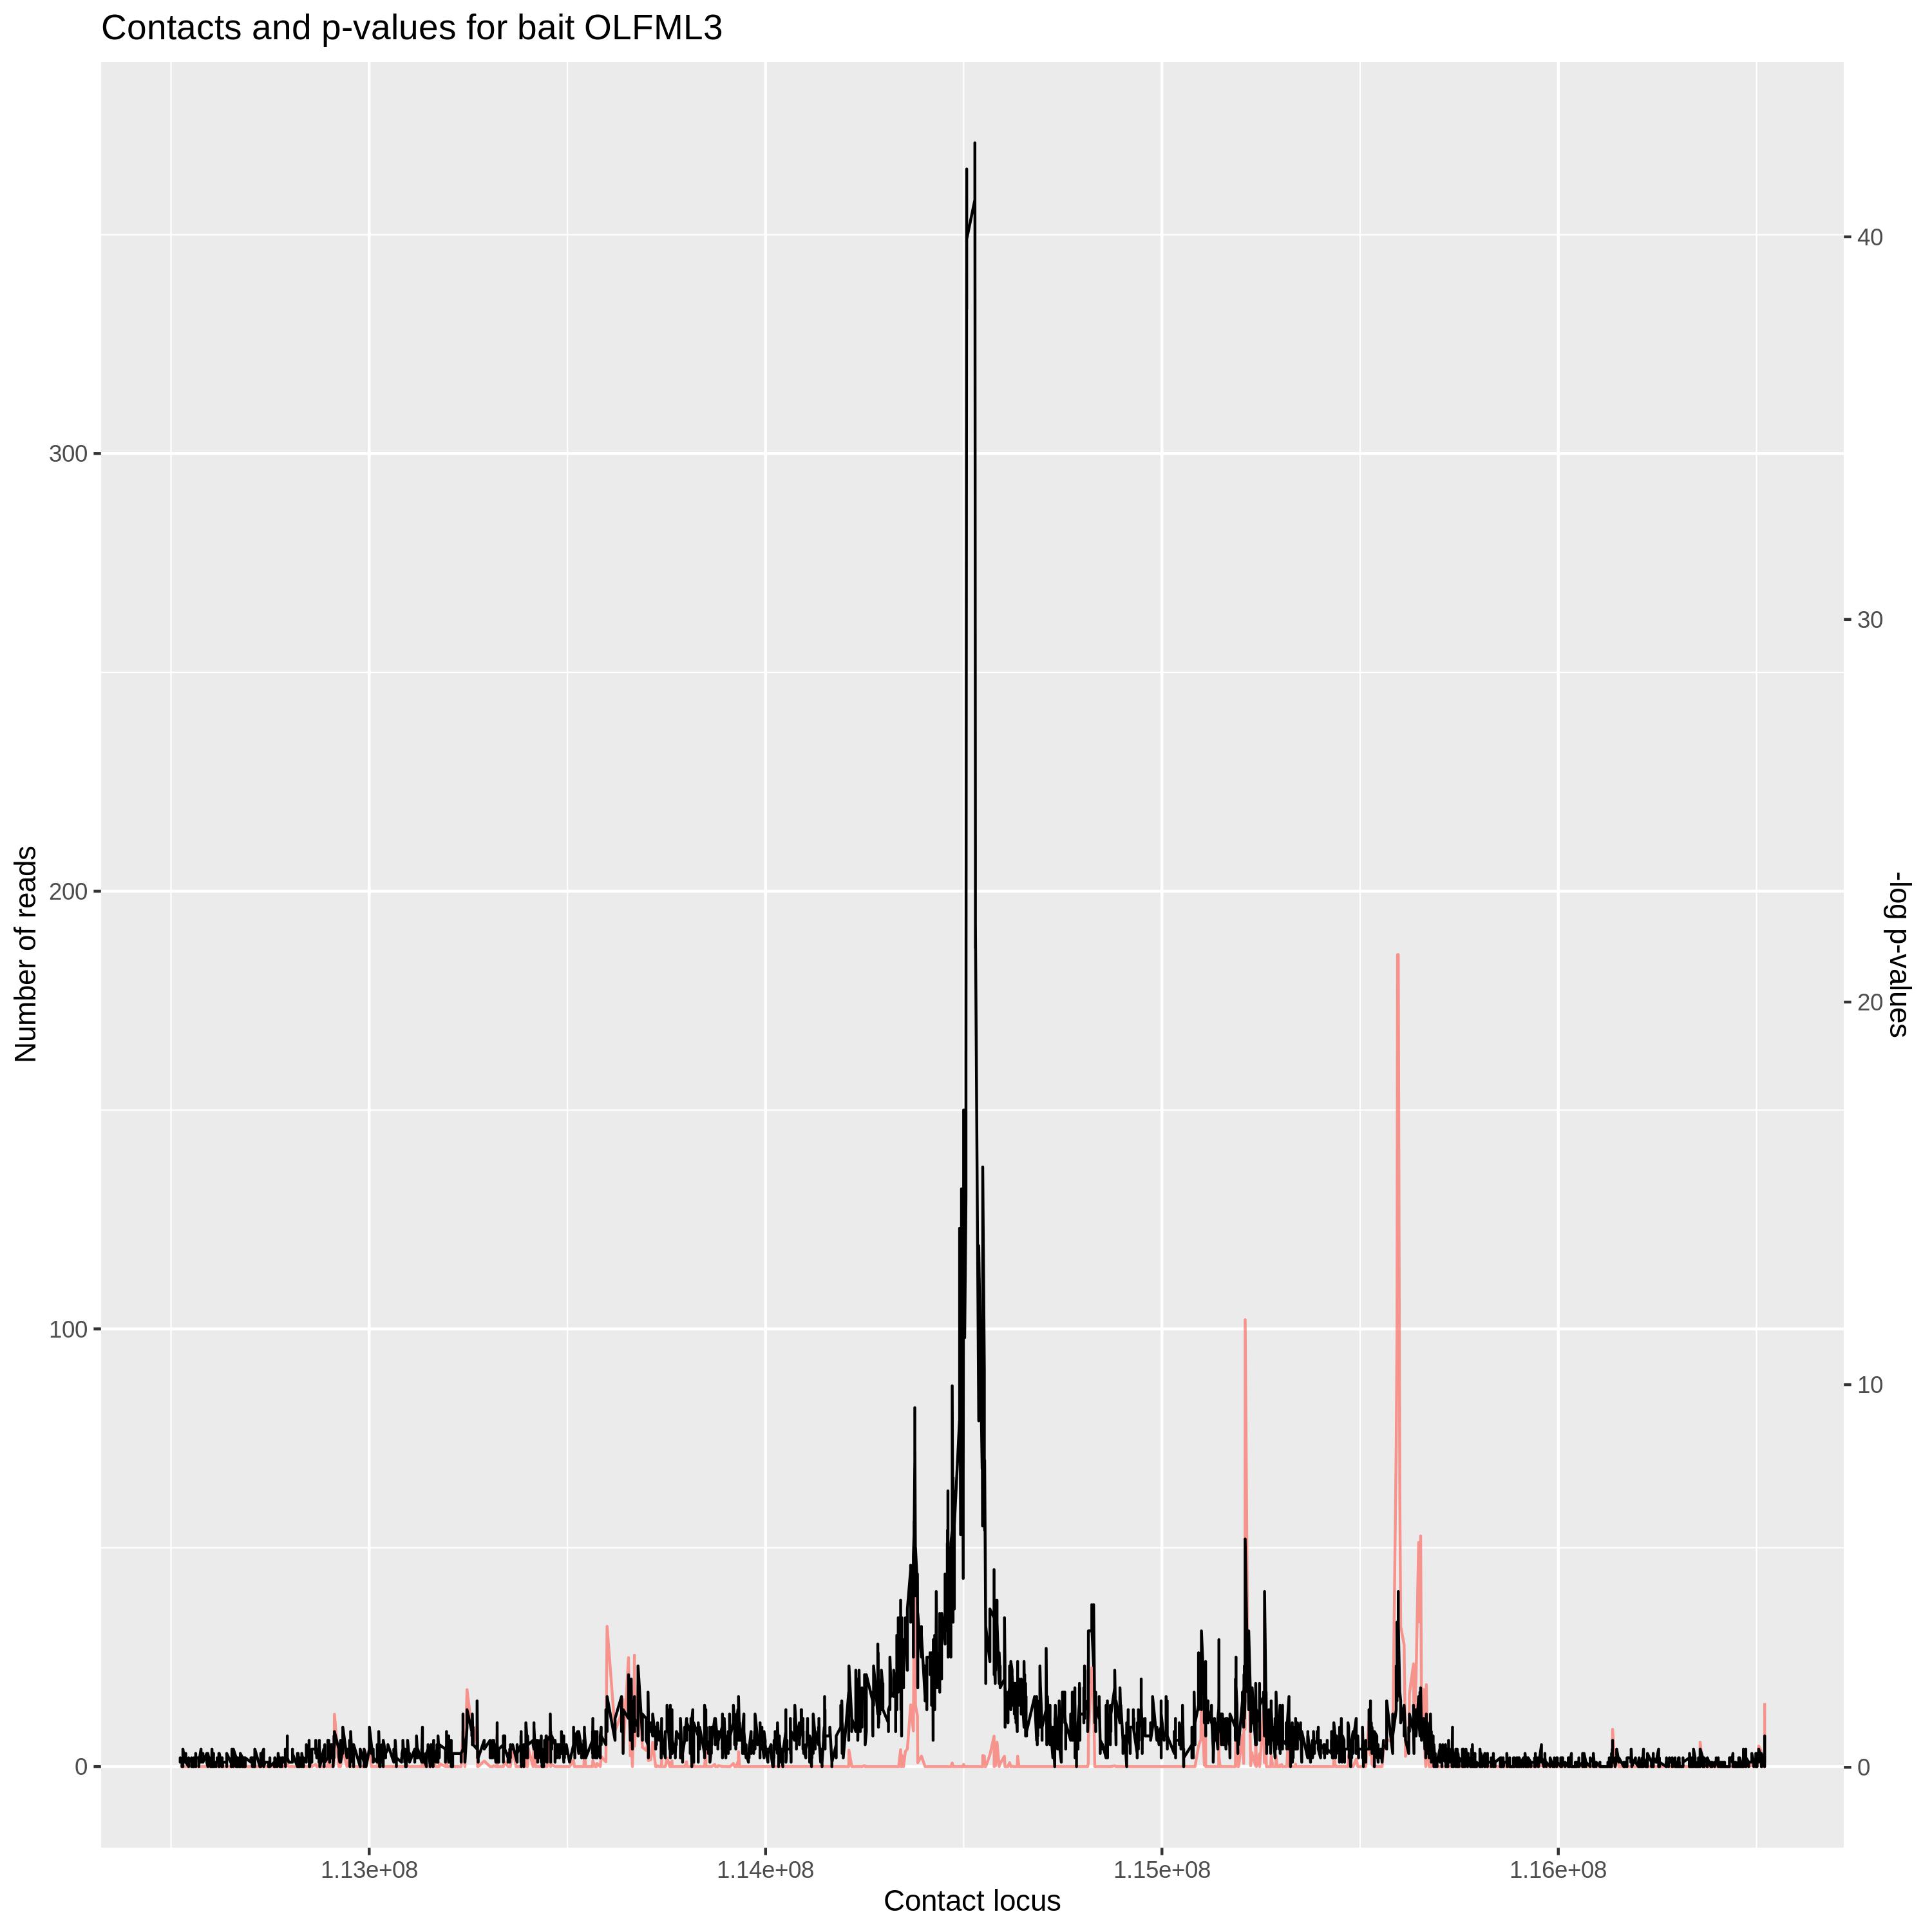 Contacts and p-values for bait OLFML3
Number of reads
300
200
100
0
40
30
20
10
0
-log p-values
1.13e+08 1.14e+08 1.15e+08 1.16e+08
Contact locus